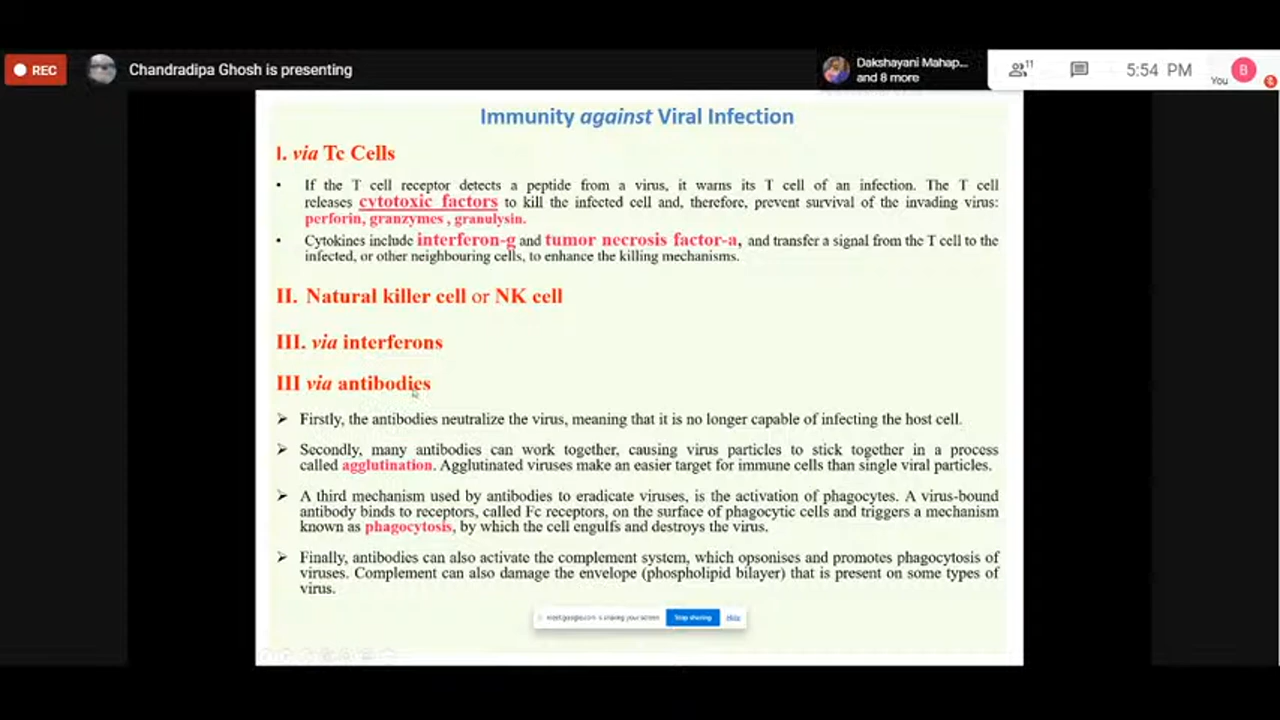 REC
Chandradipa Ghosh is presenting
Dakshayani Mahap...
and 8 more
11
5:54 PM
You
B
Immunity against Viral Infection
I. via Tc Cells
• If the T cell receptor detects a peptide from a virus, it warns its T cell of an infection. The T cell
releases cytotoxic factors to kill the infected cell and, therefore, prevent survival of the invading virus:
perforin, granzymes , granulysin.
• Cytokines include interferon-g and tumor necrosis factor-a, and transfer a signal from the T cell to the
infected, or other neighbouring cells, to enhance the killing mechanisms.
II. Natural killer cell or NK cell
III. via interferons
III via antibodies
➢ Firstly, the antibodies neutralize the virus, meaning that it is no longer capable of infecting the host cell.
➢ Secondly, many antibodies can work together, causing virus particles to stick together in a process
called agglutination. Agglutinated viruses make an easier target for immune cells than single viral particles.
➢ A third mechanism used by antibodies to eradicate viruses, is the activation of phagocytes. A virus-bound
antibody binds to receptors, called Fc receptors, on the surface of phagocytic cells and triggers a mechanism
known as phagocytosis, by which the cell engulfs and destroys the virus.
➢ Finally, antibodies can also activate the complement system, which opsonises and promotes phagocytosis of
viruses. Complement can also damage the envelope (phospholipid bilayer) that is present on some types of
virus.
meet.google.com is sharing your screen
Stop sharing
Hide